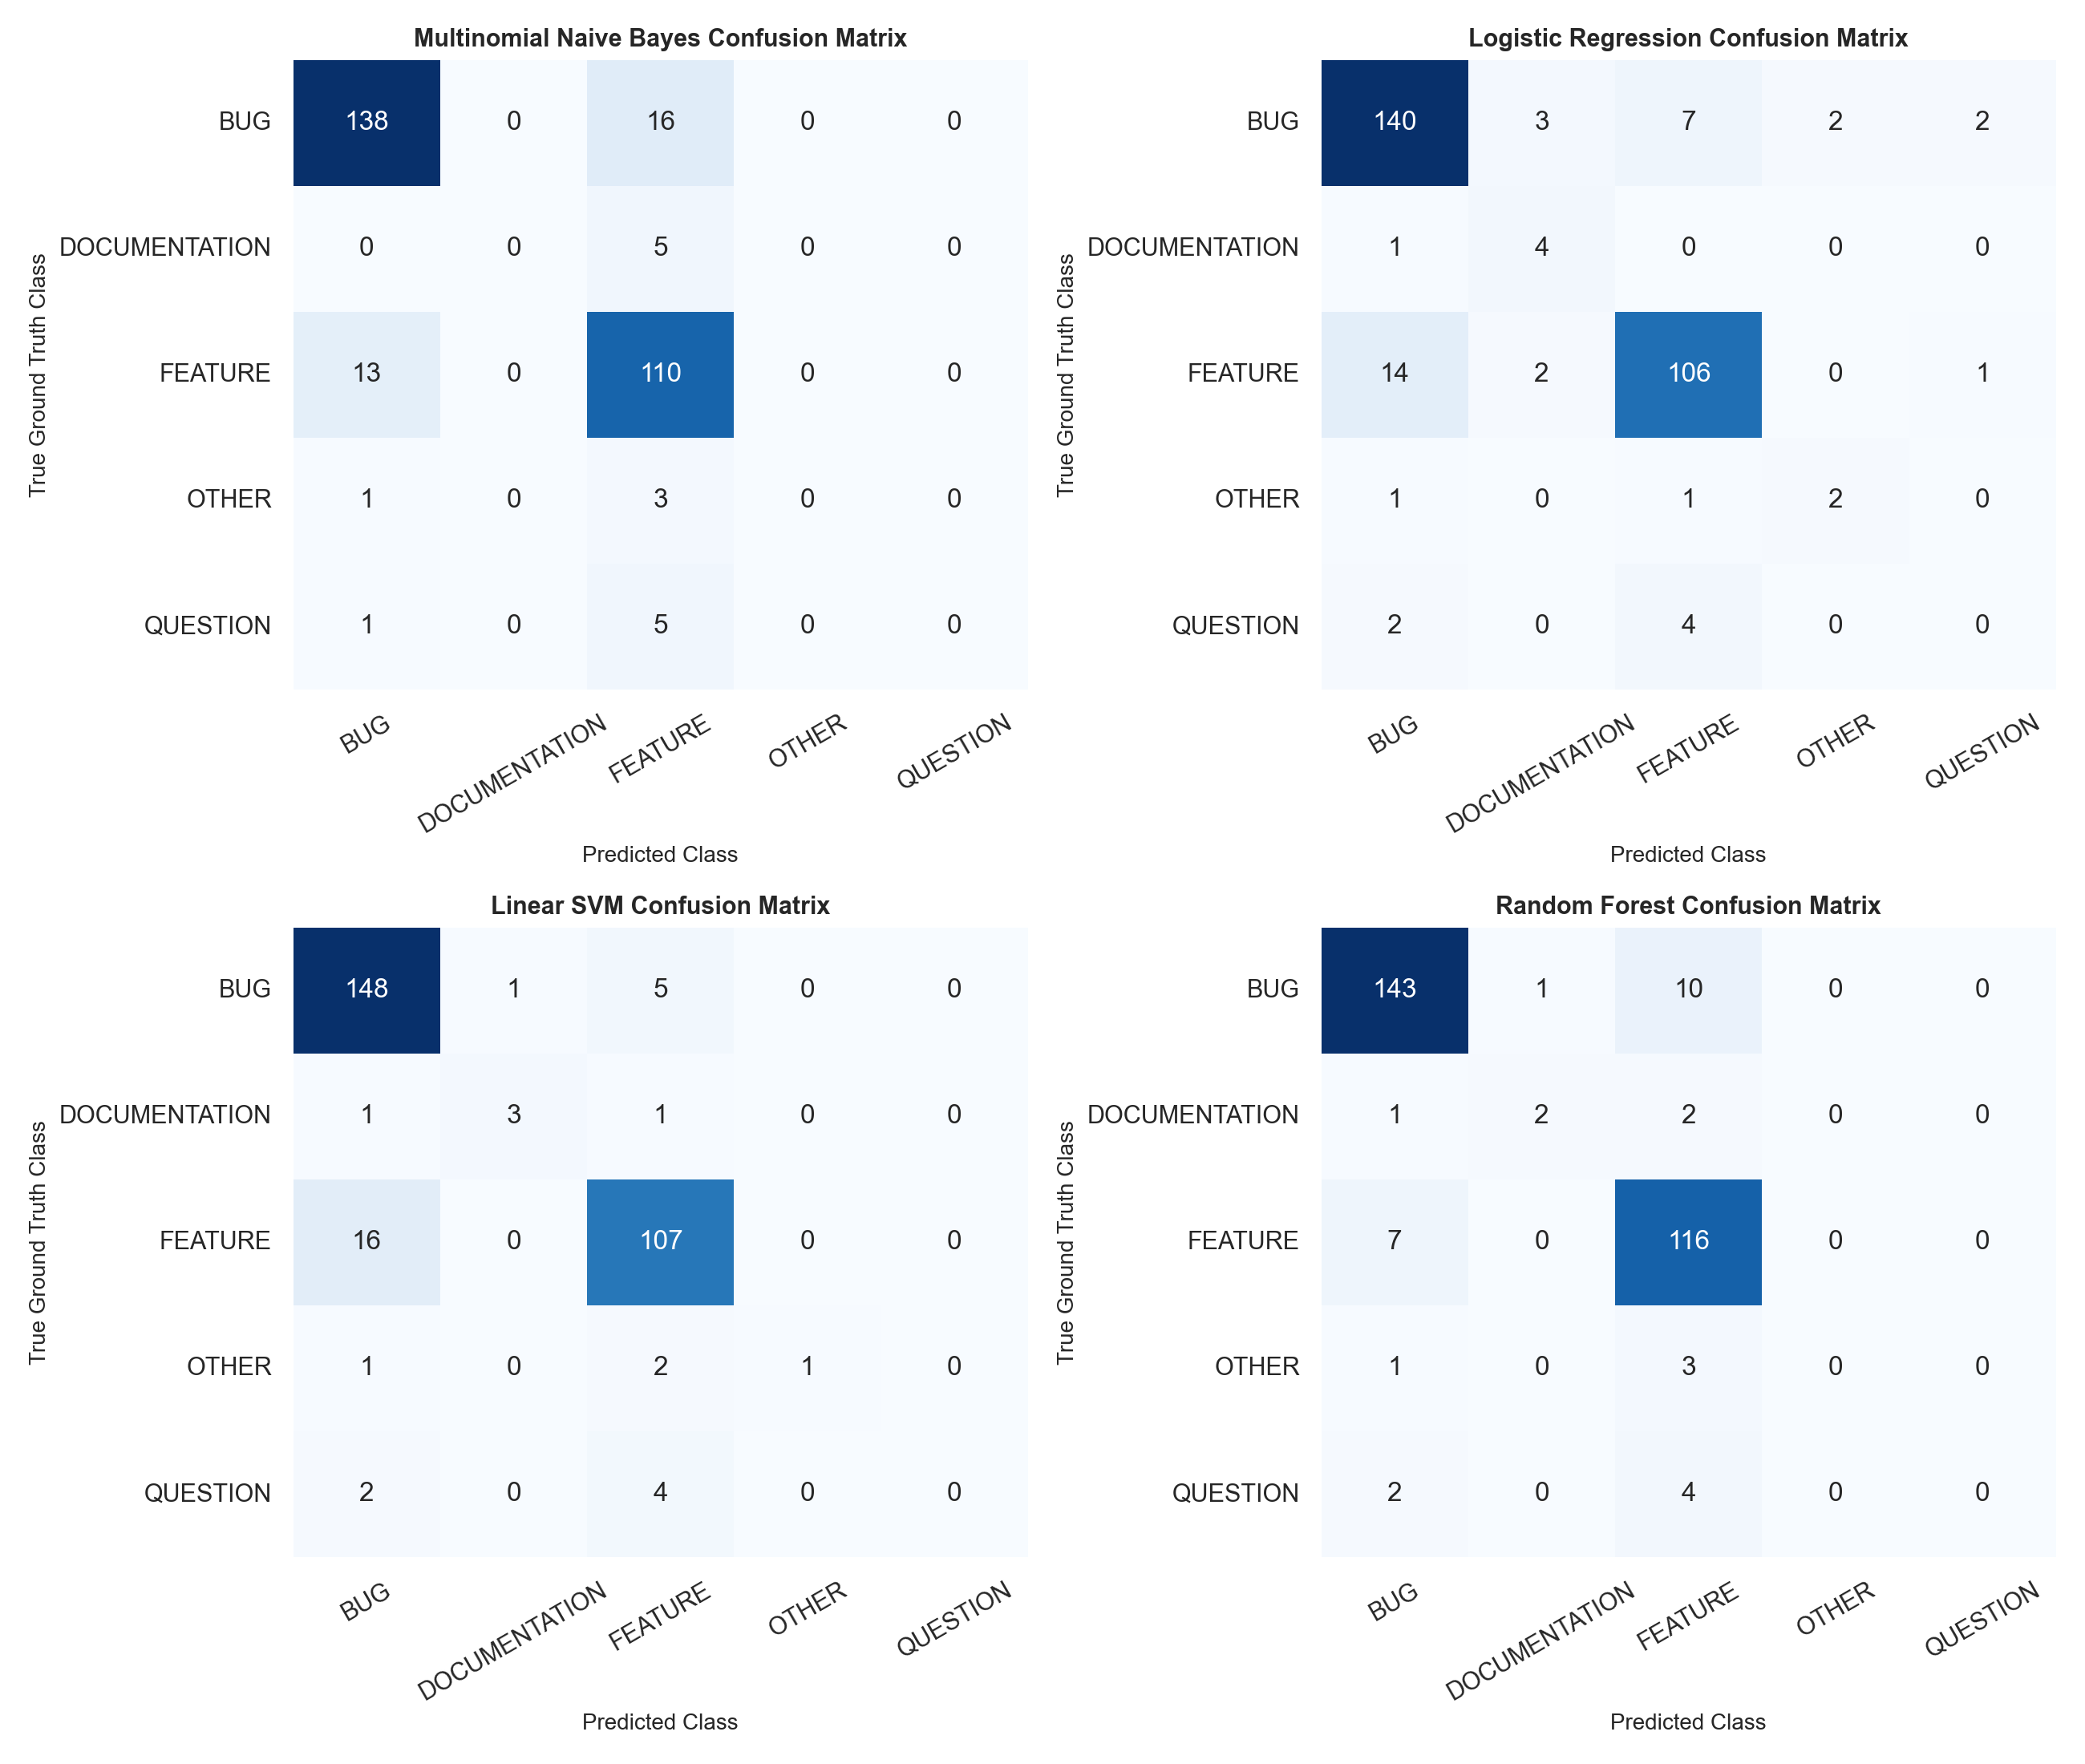 Multinomial Naive Bayes Confusion Matrix
True Ground Truth Class
BUG 138 0 16 0 0
DOCUMENTATION 0 0 5 0 0
FEATURE 13 0 110 0 0
OTHER 1 0 3 0 0
QUESTION 1 0 5 0 0
BUG DOCUMENTATION FEATURE OTHER QUESTION
Predicted Class
Logistic Regression Confusion Matrix
True Ground Truth Class
BUG 140 3 7 2 2
DOCUMENTATION 1 4 0 0 0
FEATURE 14 2 106 0 1
OTHER 1 0 1 2 0
QUESTION 2 0 4 0 0
BUG DOCUMENTATION FEATURE OTHER QUESTION
Predicted Class
Linear SVM Confusion Matrix
True Ground Truth Class
BUG 148 1 5 0 0
DOCUMENTATION 1 3 1 0 0
FEATURE 16 0 107 0 0
OTHER 1 0 2 1 0
QUESTION 2 0 4 0 0
BUG DOCUMENTATION FEATURE OTHER QUESTION
Predicted Class
Random Forest Confusion Matrix
True Ground Truth Class
BUG 143 1 10 0 0
DOCUMENTATION 1 2 2 0 0
FEATURE 7 0 116 0 0
OTHER 1 0 3 0 0
QUESTION 2 0 4 0 0
BUG DOCUMENTATION FEATURE OTHER QUESTION
Predicted Class